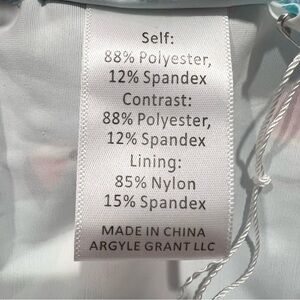 Self:
88% Polyester,
12% Spandex
Contrast:
88% Polyester,
12% Spandex
Lining:
85% Nylon
15% Spandex
MADE IN CHINA
ARGYLE GRANT LLC